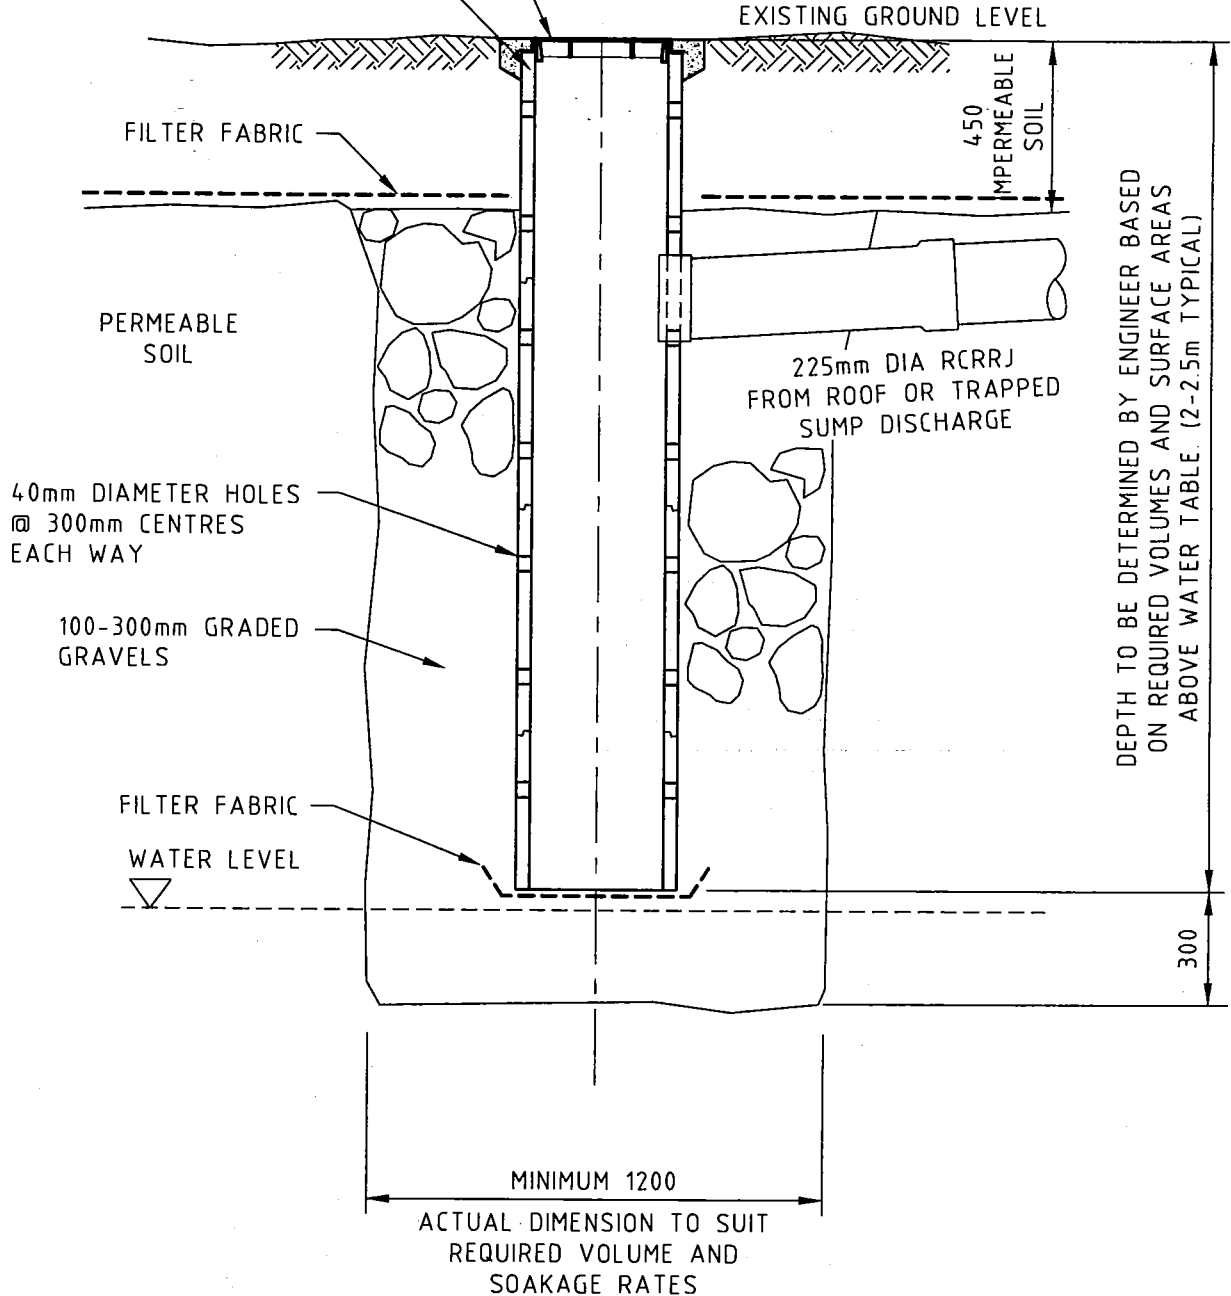 EXISTING GROUND LEVEL
450
MPERMEABLE
SOIL
FILTER FABRIC
PERMEABLE
SOIL
225mm DIA RCRRJ
FROM ROOF OR TRAPPED
SUMP DISCHARGE
DEPTH TO BE DETERMINED BY ENGINEER BASED
ON REQUIRED VOLUMES AND SURFACE AREAS
ABOVE WATER TABLE. (2-2.5m TYPICAL)
40mm DIAMETER HOLES
@ 300mm CENTRES
EACH WAY
100-300mm GRADED
GRAVELS
FILTER FABRIC
WATER LEVEL
300
MINIMUM 1200
ACTUAL DIMENSION TO SUIT
REQUIRED VOLUME AND
SOAKAGE RATES